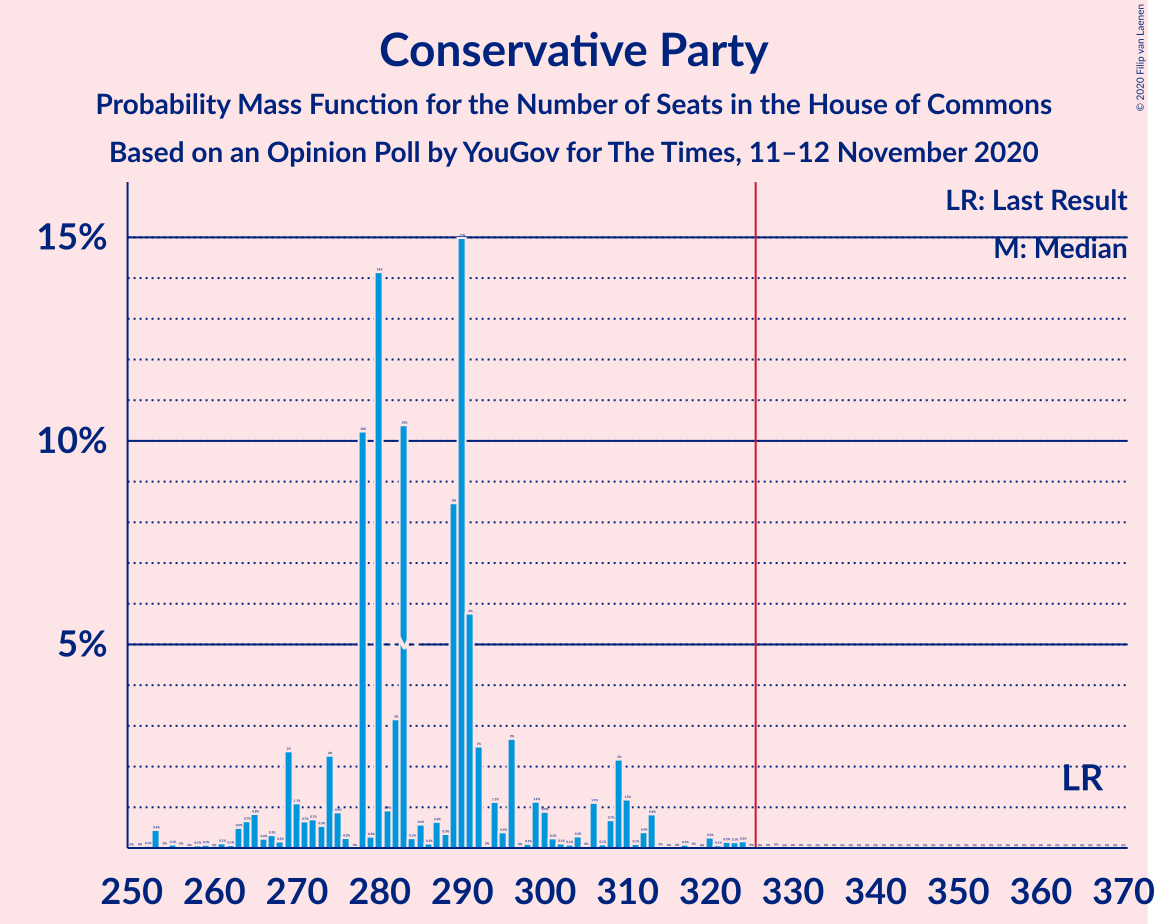 Conservative Party
Probability Mass Function for the Number of Seats in the House of Commons
Based on an Opinion Poll by YouGov for The Times, 11–12 November 2020
© 2020 Filip van Laenen
LR: Last Result
M: Median
15%
10%
5%
LR
250 260 270 280 290 300 310 320 330 340 350 360 370